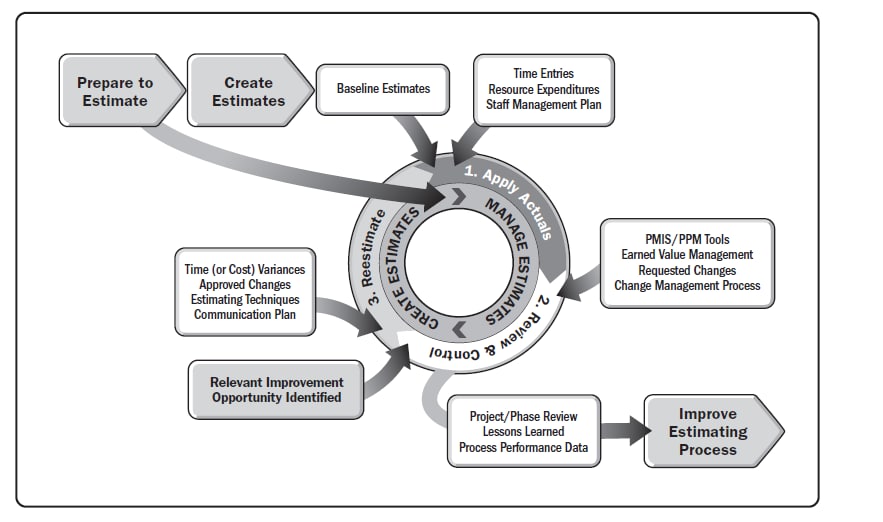 Prepare to
Estimate
Create
Estimates
Baseline Estimates
Time Entries
Resource Expenditures
Staff Management Plan
1. Apply Actuals
MANAGE ESTIMATES
CREATE ESTIMATES
3. Reestimate
2. Review & Control
PMIS/PPM Tools
Earned Value Management
Requested Changes
Change Management Process
Time (or Cost) Variances
Approved Changes
Estimating Techniques
Communication Plan
Relevant Improvement
Opportunity Identified
Project/Phase Review
Lessons Learned
Process Performance Data
Improve
Estimating
Process